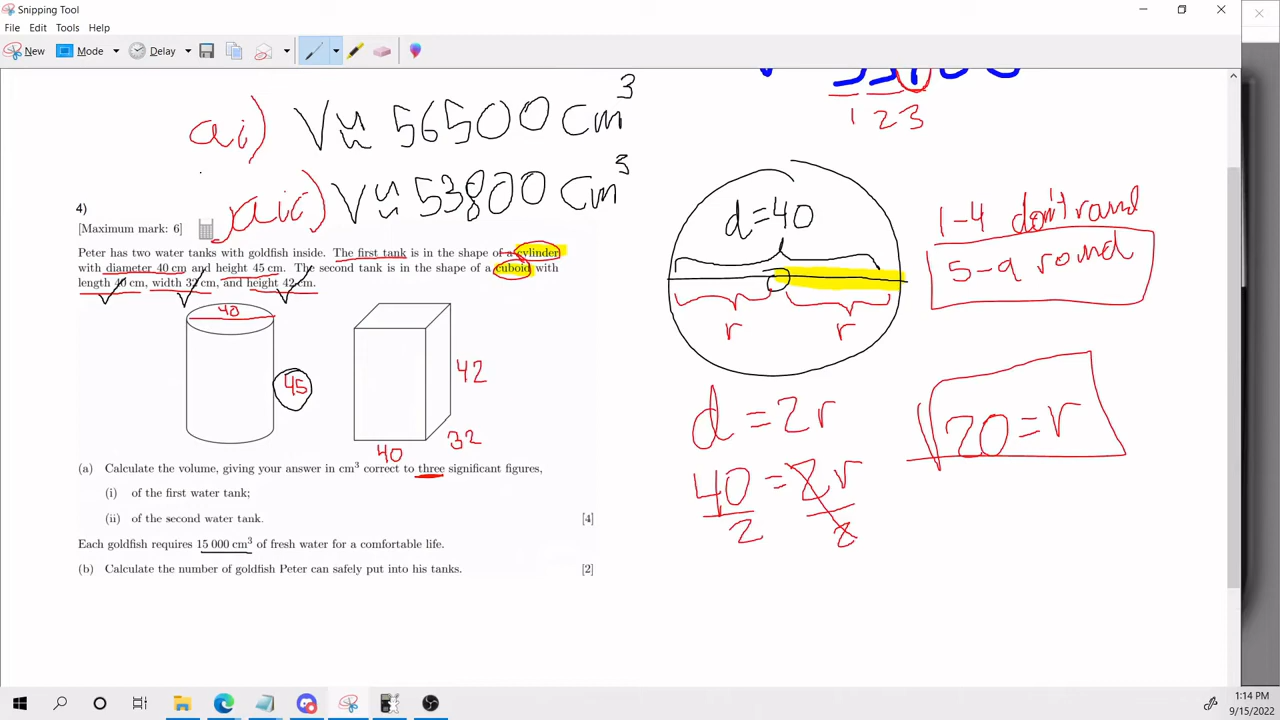 Snipping Tool
File Edit Tools Help
New Mode Delay
53800
1 2 3
ai) V ≈ 56500 cm³
aii) V ≈ 53800 cm³
4)
[Maximum mark: 6]
Peter has two water tanks with goldfish inside. The first tank is in the shape of a cylinder
with diameter 40 cm and height 45 cm. The second tank is in the shape of a cuboid with
length 40 cm, width 32 cm, and height 42 cm.
40
45
42
32
40
(a) Calculate the volume, giving your answer in cm³ correct to three significant figures,
(i) of the first water tank;
(ii) of the second water tank. [4]
Each goldfish requires 15 000 cm³ of fresh water for a comfortable life.
(b) Calculate the number of goldfish Peter can safely put into his tanks. [2]
d=40
r r
d = 2r
40 = 2r
2 2
1-4 don't round
5-9 round
20 = r
1:14 PM
9/15/2022